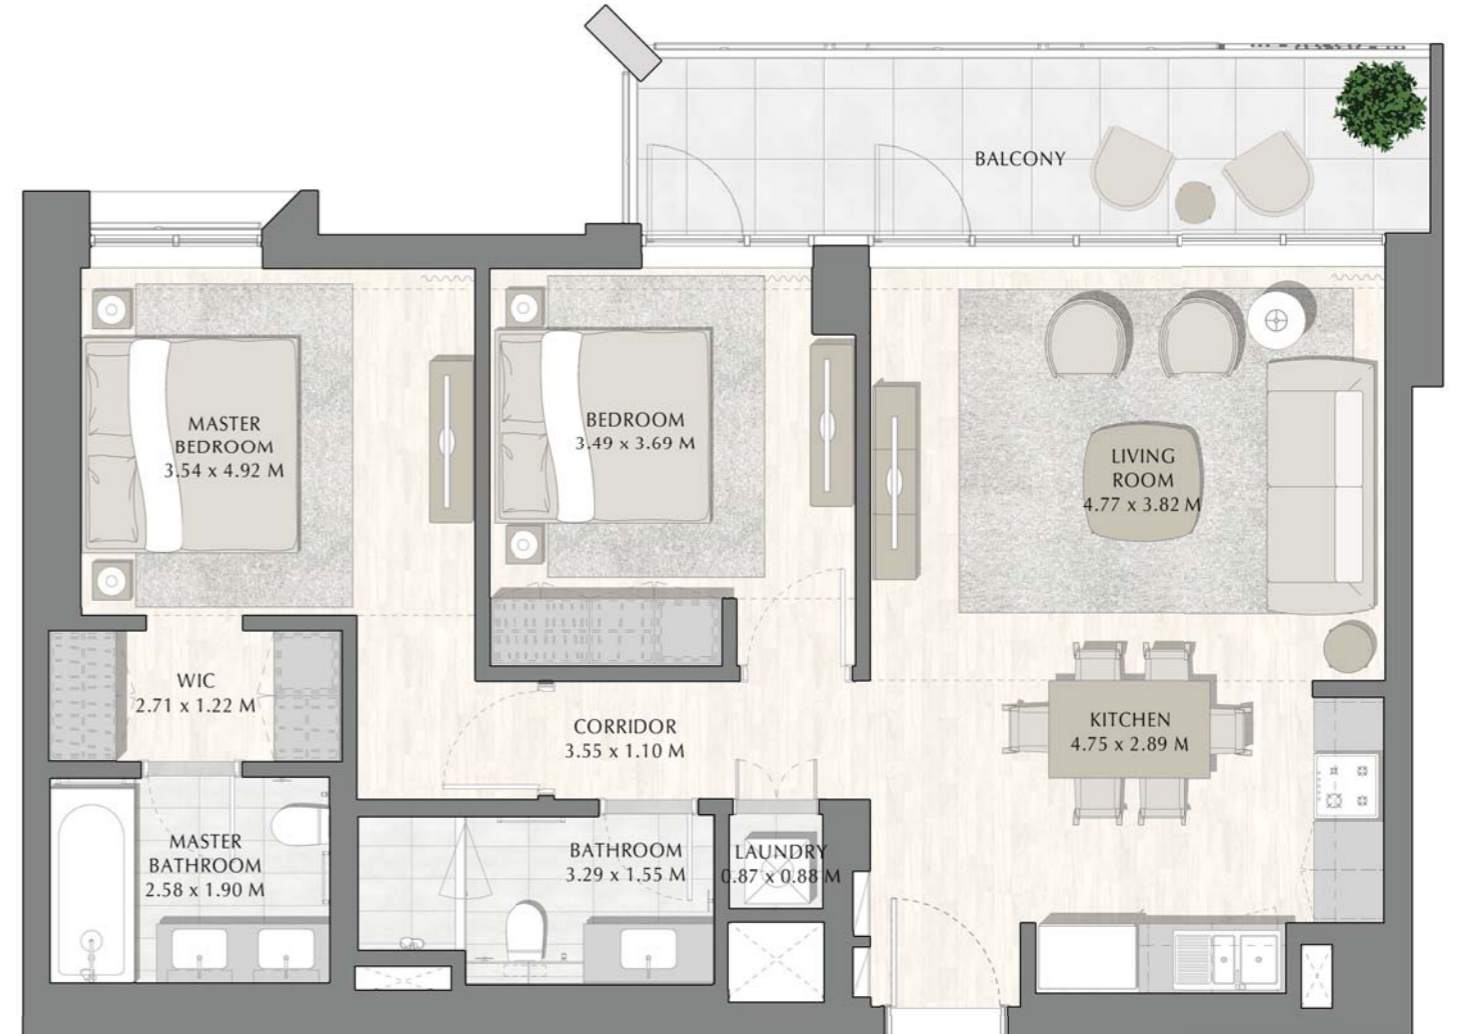 BALCONY
MASTER
BEDROOM
3.54 x 4.92 M
BEDROOM
3.49 x 3.69 M
LIVING
ROOM
4.77 x 3.82 M
WIC
2.71 x 1.22 M
CORRIDOR
3.55 x 1.10 M
KITCHEN
4.75 x 2.89 M
MASTER
BATHROOM
2.58 x 1.90 M
BATHROOM
3.29 x 1.55 M
LAUNDRY
0.87 x 0.88 M